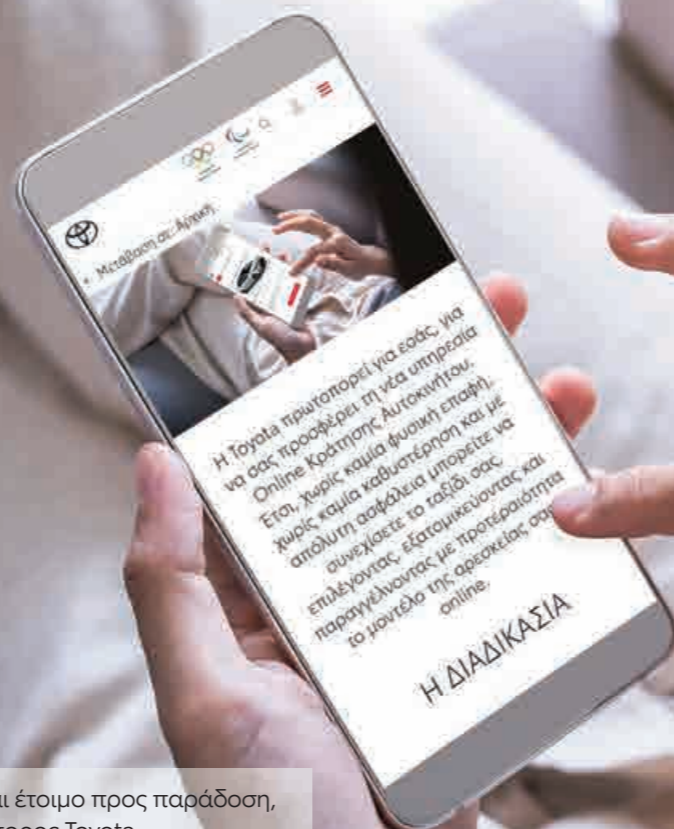 Μετάβαση σε: Αρχική
Η Toyota πρωτοπορεί για εσάς, για
να σας προσφέρει τη νέα υπηρεσία
Online Κράτησης Αυτοκινήτου.
Έτσι, χωρίς καμία φυσική επαφή,
χωρίς καμία καθυστέρηση και με
απόλυτη ασφάλεια μπορείτε να
συνεχίσετε το ταξίδι σας,
επιλέγοντας, εξατομικεύοντας και
παραγγέλνοντας με προτεραιότητα
το μοντέλο της αρεσκείας
online.
Η ΔΙΑΔΙΚΑΣΙΑ
έτοιμο προς παράδοση,
Toyota